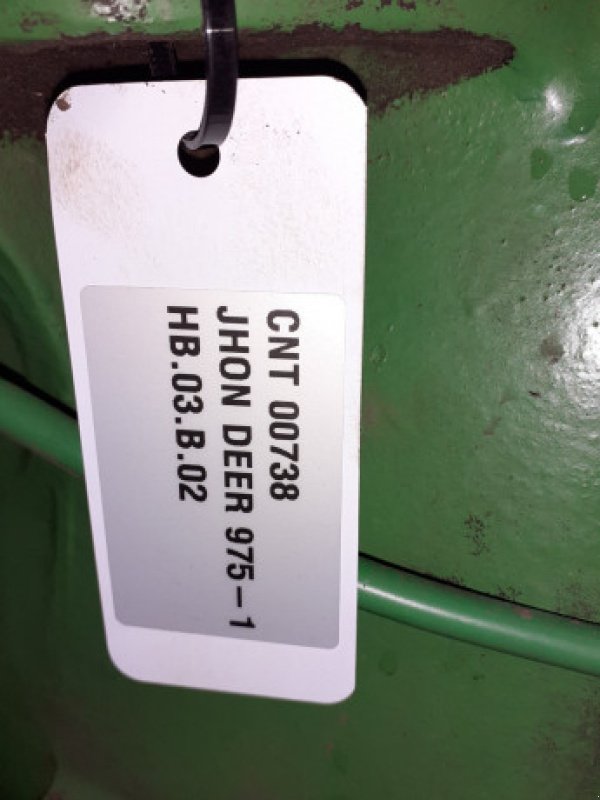 CNT 00738
JHON DEER 975-1
HB.03.B.02